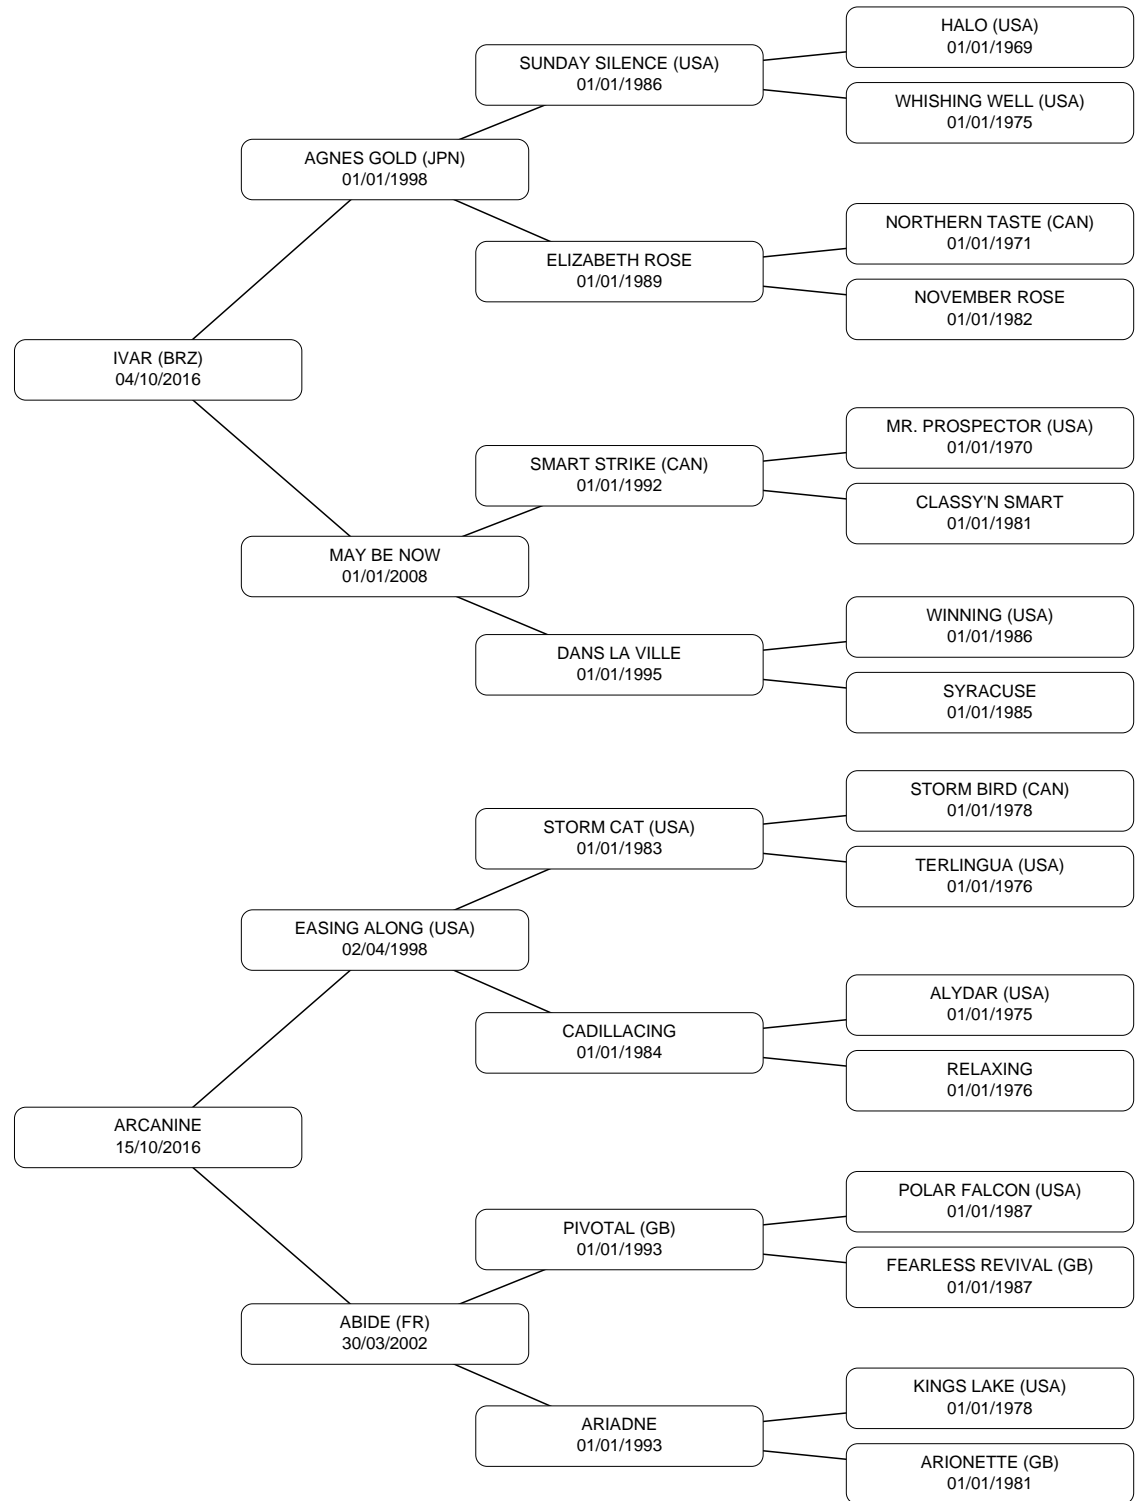 HALO (USA)
01/01/1969
SUNDAY SILENCE (USA)
01/01/1986
WHISHING WELL (USA)
01/01/1975
AGNES GOLD (JPN)
01/01/1998
NORTHERN TASTE (CAN)
01/01/1971
ELIZABETH ROSE
01/01/1989
NOVEMBER ROSE
01/01/1982
IVAR (BRZ)
04/10/2016
MR. PROSPECTOR (USA)
01/01/1970
SMART STRIKE (CAN)
01/01/1992
CLASSY'N SMART
01/01/1981
MAY BE NOW
01/01/2008
WINNING (USA)
01/01/1986
DANS LA VILLE
01/01/1995
SYRACUSE
01/01/1985
STORM BIRD (CAN)
01/01/1978
STORM CAT (USA)
01/01/1983
TERLINGUA (USA)
01/01/1976
EASING ALONG (USA)
02/04/1998
ALYDAR (USA)
01/01/1975
CADILLACING
01/01/1984
RELAXING
01/01/1976
ARCANINE
15/10/2016
POLAR FALCON (USA)
01/01/1987
PIVOTAL (GB)
01/01/1993
FEARLESS REVIVAL (GB)
01/01/1987
ABIDE (FR)
30/03/2002
KINGS LAKE (USA)
01/01/1978
ARIADNE
01/01/1993
ARIONETTE (GB)
01/01/1981